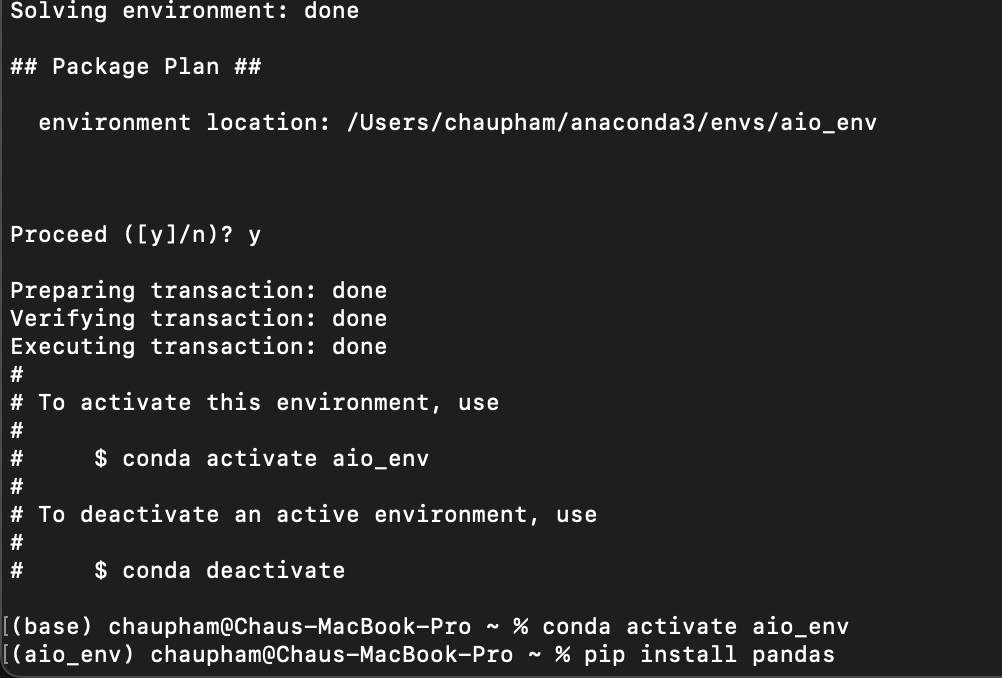 Solving environment: done
## Package Plan ##
environment location: /Users/chaupham/anaconda3/envs/aio_env
Proceed ([y]/n)? y
Preparing transaction: done
Verifying transaction: done
Executing transaction: done
#
# To activate this environment, use
#
#     $ conda activate aio_env
#
# To deactivate an active environment, use
#
#     $ conda deactivate
[(base) chaupham@Chaus-MacBook-Pro ~ % conda activate aio_env
[(aio_env) chaupham@Chaus-MacBook-Pro ~ % pip install pandas